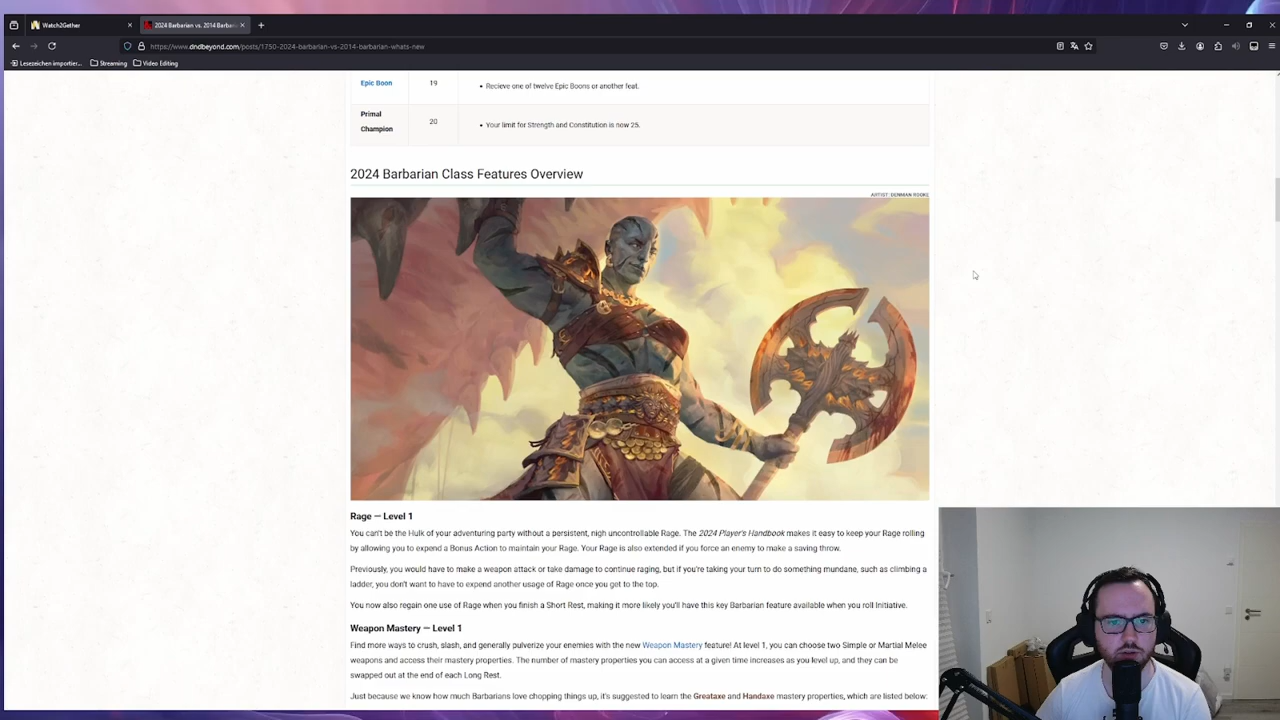 Watch2Gether
2024 Barbarian vs. 2014 Barbari
https://www.dndbeyond.com/posts/1750-2024-barbarian-vs-2014-barbarian-whats-new
Lesezeichen importier...
Streaming
Video Editing
Epic Boon
19
Recieve one of twelve Epic Boons or another feat.
Primal
Champion
20
Your limit for Strength and Constitution is now 25.
2024 Barbarian Class Features Overview
ARTIST: DENMAN ROOKE
Rage — Level 1
You can't be the Hulk of your adventuring party without a persistent, nigh uncontrollable Rage. The 2024 Player's Handbook makes it easy to keep your Rage rolling
by allowing you to expend a Bonus Action to maintain your Rage. Your Rage is also extended if you force an enemy to make a saving throw.
Previously, you would have to make a weapon attack or take damage to continue raging, but if you're taking your turn to do something mundane, such as climbing a
ladder, you don't want to have to expend another usage of Rage once you get to the top.
You now also regain one use of Rage when you finish a Short Rest, making it more likely you'll have this key Barbarian feature available when you roll Initiative.
Weapon Mastery — Level 1
Find more ways to crush, slash, and generally pulverize your enemies with the new Weapon Mastery feature! At level 1, you can choose two Simple or Martial Melee
weapons and access their mastery properties. The number of mastery properties you can access at a given time increases as you level up, and they can be
swapped out at the end of each Long Rest.
Just because we know how much Barbarians love chopping things up, it's suggested to learn the Greataxe and Handaxe mastery properties, which are listed below: